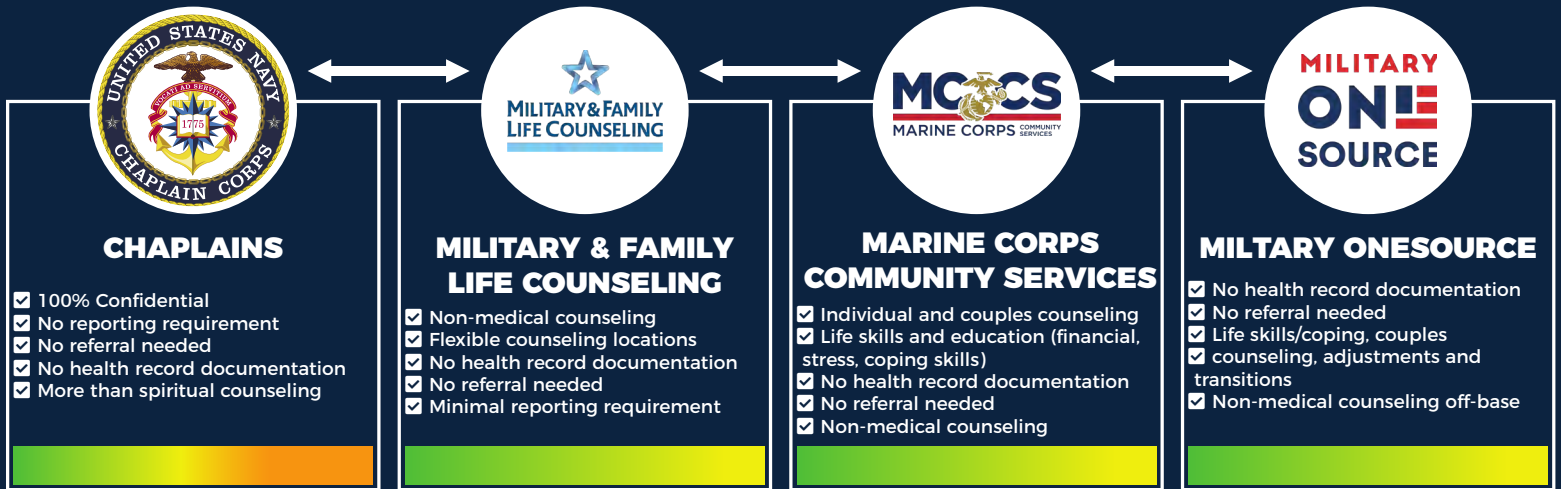 UNITED STATES NAVY
VOCATI AD SERVITIUM
1775
CHAPLAIN CORPS
CHAPLAINS
100% Confidential
No reporting requirement
No referral needed
No health record documentation
More than spiritual counseling
MILITARY & FAMILY
LIFE COUNSELING
MILITARY & FAMILY
LIFE COUNSELING
Non-medical counseling
Flexible counseling locations
No health record documentation
No referral needed
Minimal reporting requirement
MCCS
MARINE CORPS COMMUNITY
SERVICES
MARINE CORPS
COMMUNITY SERVICES
Individual and couples counseling
Life skills and education (financial,
stress, coping skills)
No health record documentation
No referral needed
Non-medical counseling
MILITARY
ONE
SOURCE
MILTARY ONESOURCE
No health record documentation
No referral needed
Life skills/coping, couples
counseling, adjustments and
transitions
Non-medical counseling off-base